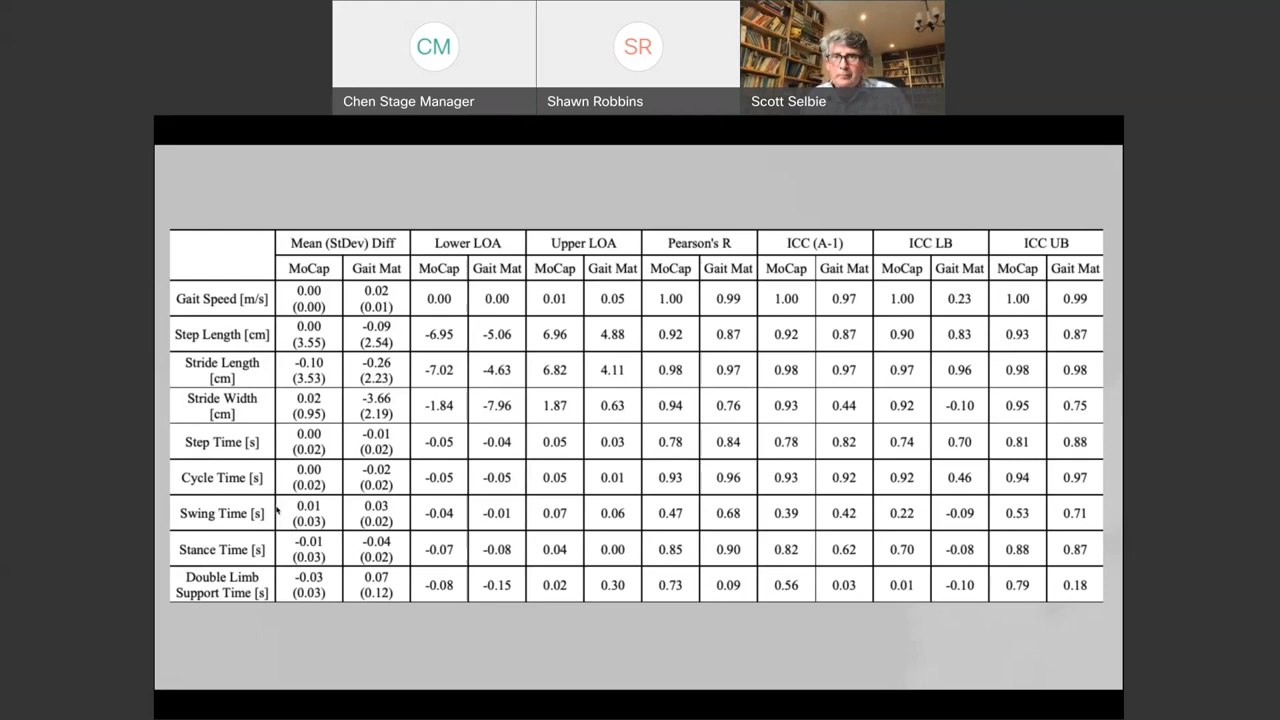 CM
SR
Chen Stage Manager
Shawn Robbins
Scott Selbie
Mean (StDev) Diff Lower LOA Upper LOA Pearson's R ICC (A-1) ICC LB ICC UB
MoCap Gait Mat MoCap Gait Mat MoCap Gait Mat MoCap Gait Mat MoCap Gait Mat MoCap Gait Mat MoCap Gait Mat
Gait Speed [m/s] 0.00 (0.00) 0.02 (0.01) 0.00 0.00 0.01 0.05 1.00 0.99 1.00 0.97 1.00 0.23 1.00 0.99
Step Length [cm] 0.00 (3.55) -0.09 (2.54) -6.95 -5.06 6.96 4.88 0.92 0.87 0.92 0.87 0.90 0.83 0.93 0.87
Stride Length [cm] -0.10 (3.53) -0.26 (2.23) -7.02 -4.63 6.82 4.11 0.98 0.97 0.98 0.97 0.97 0.96 0.98 0.98
Stride Width [cm] 0.02 (0.95) -3.66 (2.19) -1.84 -7.96 1.87 0.63 0.94 0.76 0.93 0.44 0.92 -0.10 0.95 0.75
Step Time [s] 0.00 (0.02) -0.01 (0.02) -0.05 -0.04 0.05 0.03 0.78 0.84 0.78 0.82 0.74 0.70 0.81 0.88
Cycle Time [s] 0.00 (0.02) -0.02 (0.02) -0.05 -0.05 0.05 0.01 0.93 0.96 0.93 0.92 0.92 0.46 0.94 0.97
Swing Time [s] 0.01 (0.03) 0.03 (0.02) -0.04 -0.01 0.07 0.06 0.47 0.68 0.39 0.42 0.22 -0.09 0.53 0.71
Stance Time [s] -0.01 (0.03) -0.04 (0.02) -0.07 -0.08 0.04 0.00 0.85 0.90 0.82 0.62 0.70 -0.08 0.88 0.87
Double Limb Support Time [s] -0.03 (0.03) 0.07 (0.12) -0.08 -0.15 0.02 0.30 0.73 0.09 0.56 0.03 0.01 -0.10 0.79 0.18